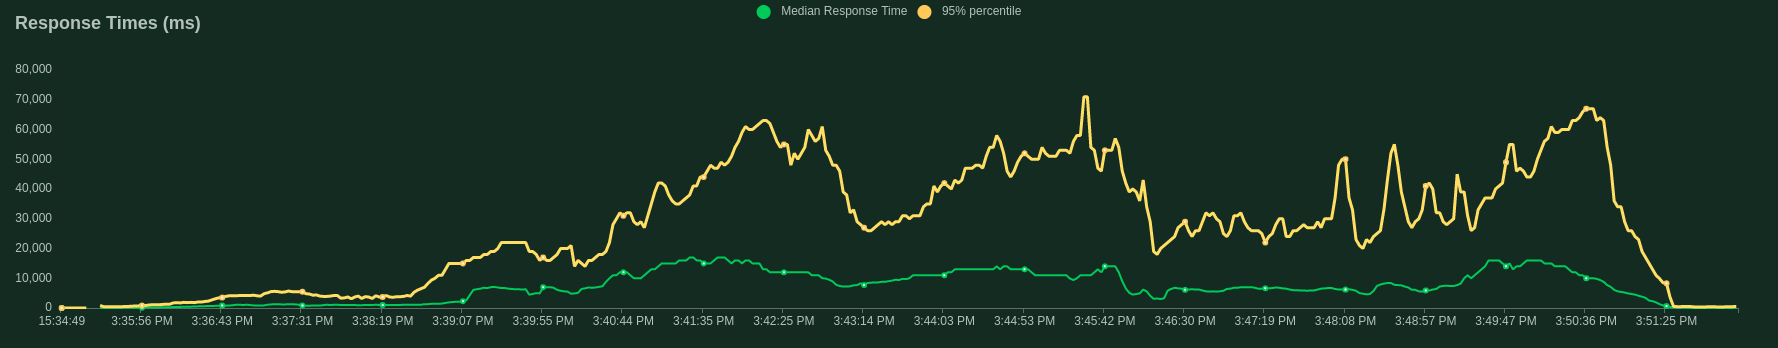 Response Times (ms)
Median Response Time
95% percentile
80,000
70,000
60,000
50,000
40,000
30,000
20,000
10,000
0
15:34:49 3:35:56 PM 3:36:43 PM 3:37:31 PM 3:38:19 PM 3:39:07 PM 3:39:55 PM 3:40:44 PM 3:41:35 PM 3:42:25 PM 3:43:14 PM 3:44:03 PM 3:44:53 PM 3:45:42 PM 3:46:30 PM 3:47:19 PM 3:48:08 PM 3:48:57 PM 3:49:47 PM 3:50:36 PM 3:51:25 PM